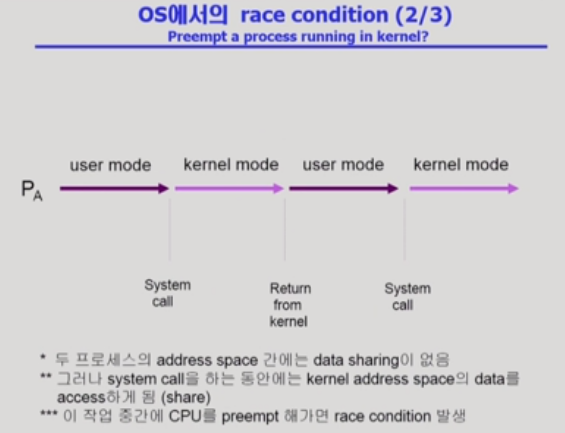 OS에서의 race condition (2/3)
Preempt a process running in kernel?
user mode kernel mode user mode kernel mode
PA
System call
Return from kernel
System call
* 두 프로세스의 address space 간에는 data sharing이 없음
** 그러나 system call을 하는 동안에는 kernel address space의 data를
access하게 됨 (share)
*** 이 작업 중간에 CPU를 preempt 해가면 race condition 발생